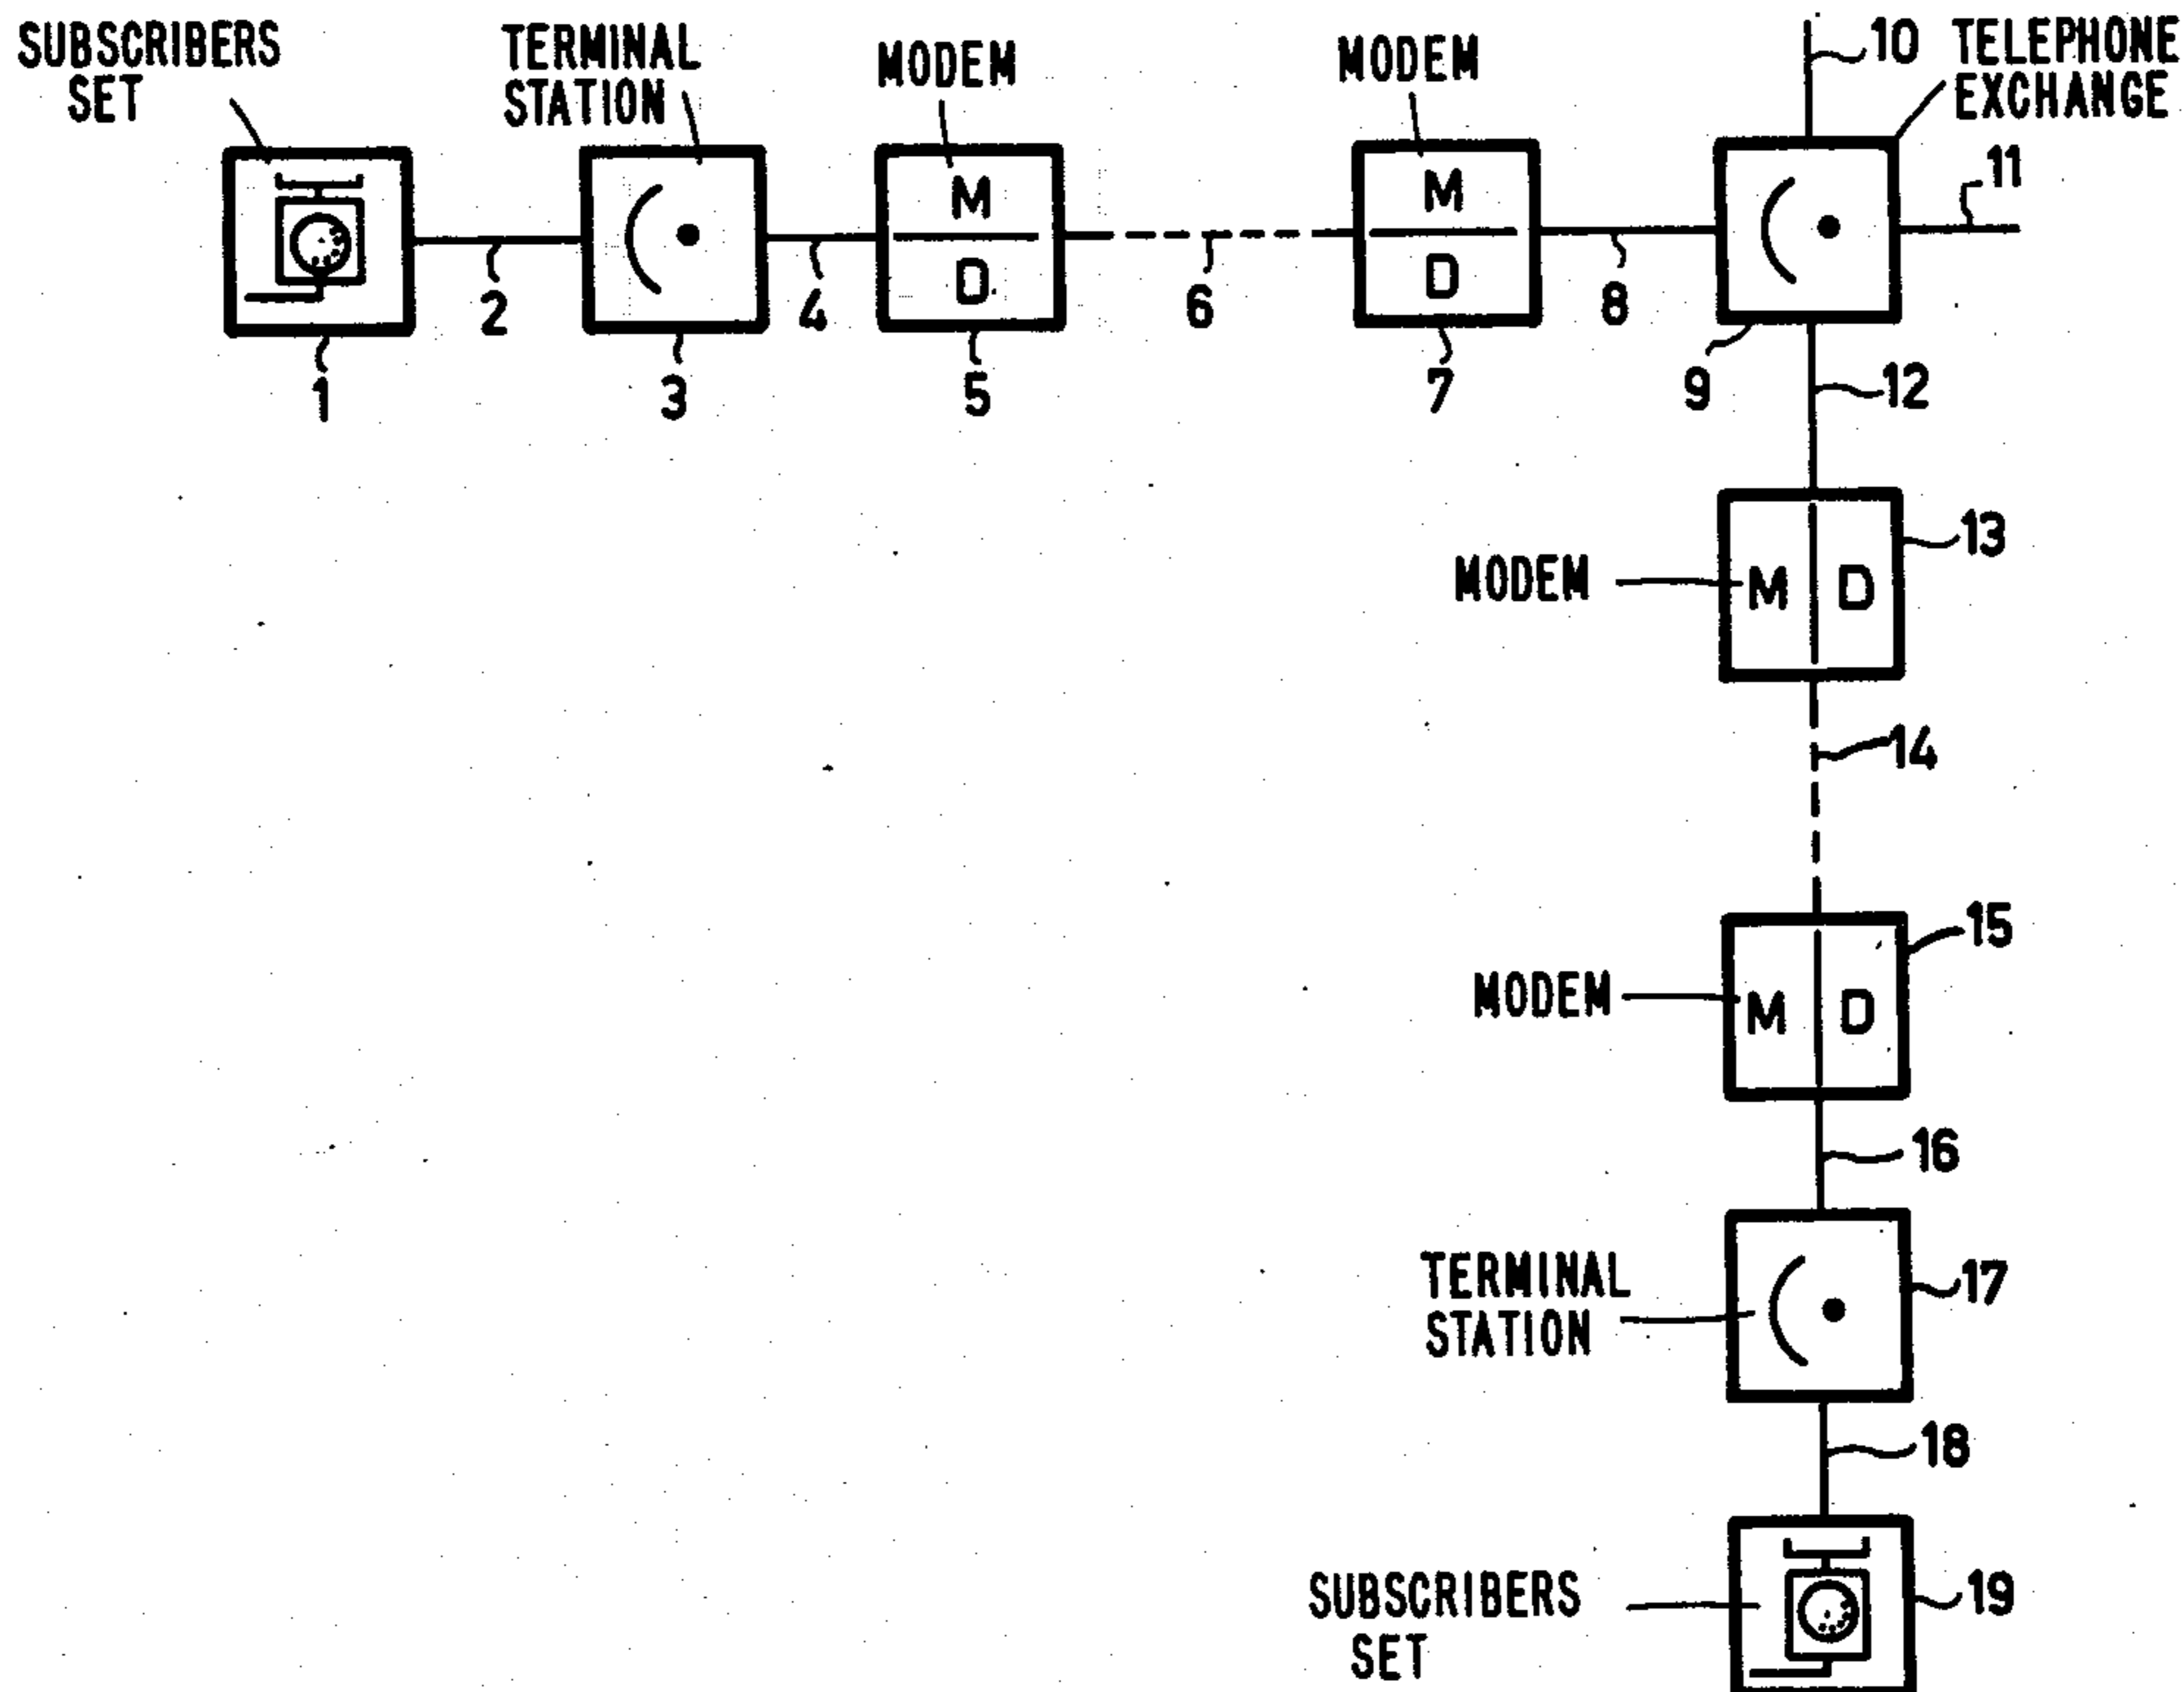 SUBSCRIBERS
SET
TERMINAL
STATION
MODEM
MODEM
10
TELEPHONE
EXCHANGE
11
M
D
M
D
2
4
6
8
1
3
5
7
9
12
13
MODEM
M
D
14
15
MODEM
M
D
16
TERMINAL
STATION
17
18
SUBSCRIBERS
SET
19